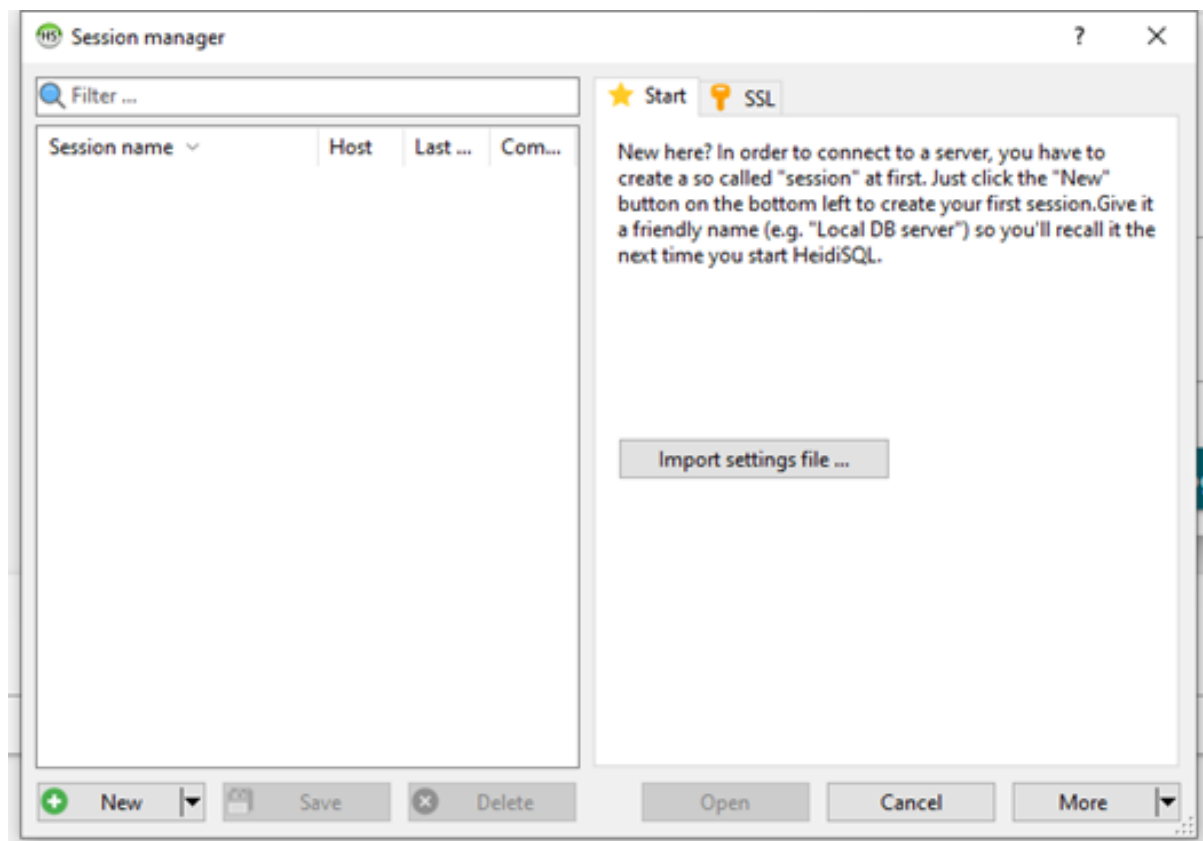 HS Session manager ?
Filter ...
Session name Host Last ... Com...
Start SSL
New here? In order to connect to a server, you have to
create a so called "session" at first. Just click the "New"
button on the bottom left to create your first session.Give it
a friendly name (e.g. "Local DB server") so you'll recall it the
next time you start HeidiSQL.
Import settings file ...
New Save Delete Open Cancel More